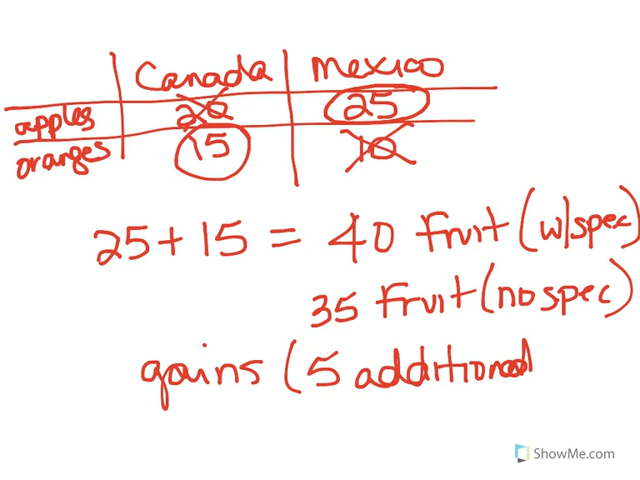 Canada Mexico
apples 20 25
oranges 15 10
25 + 15 = 40 fruit (w/spec)
35 fruit (no spec)
gains (5 additional
ShowMe.com